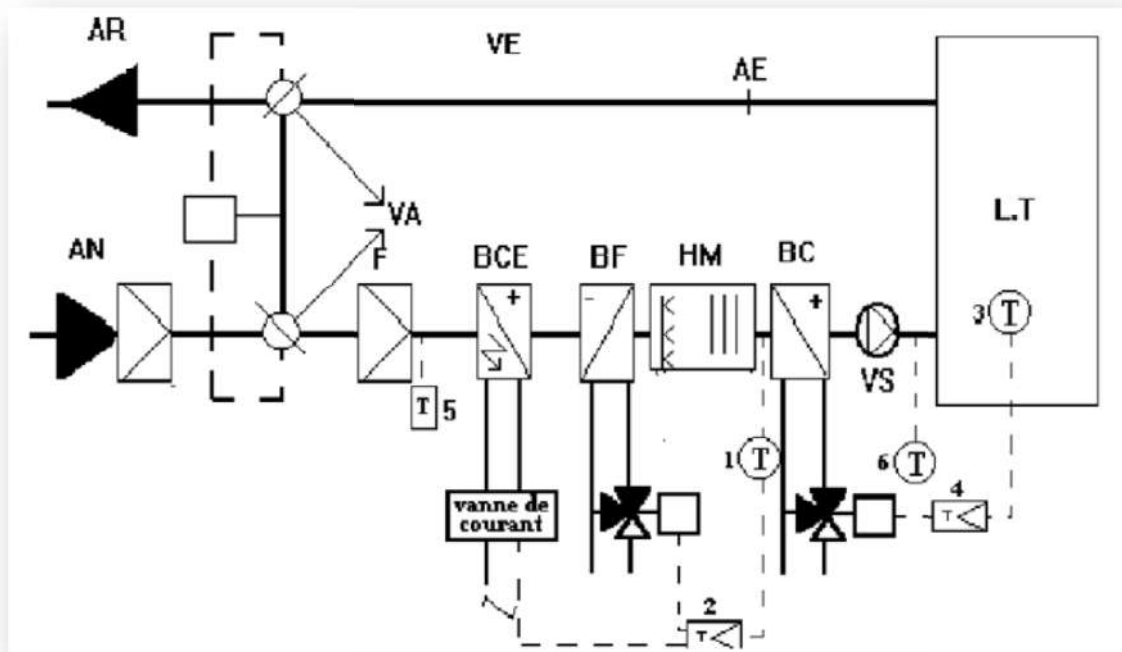 AR
VE
AE
L.T
VA
AN
F
BCE
BF
HM
BC
+
-
+
3 T
VS
T 5
1 T
6 T
4
T
vanne de
courant
2
T